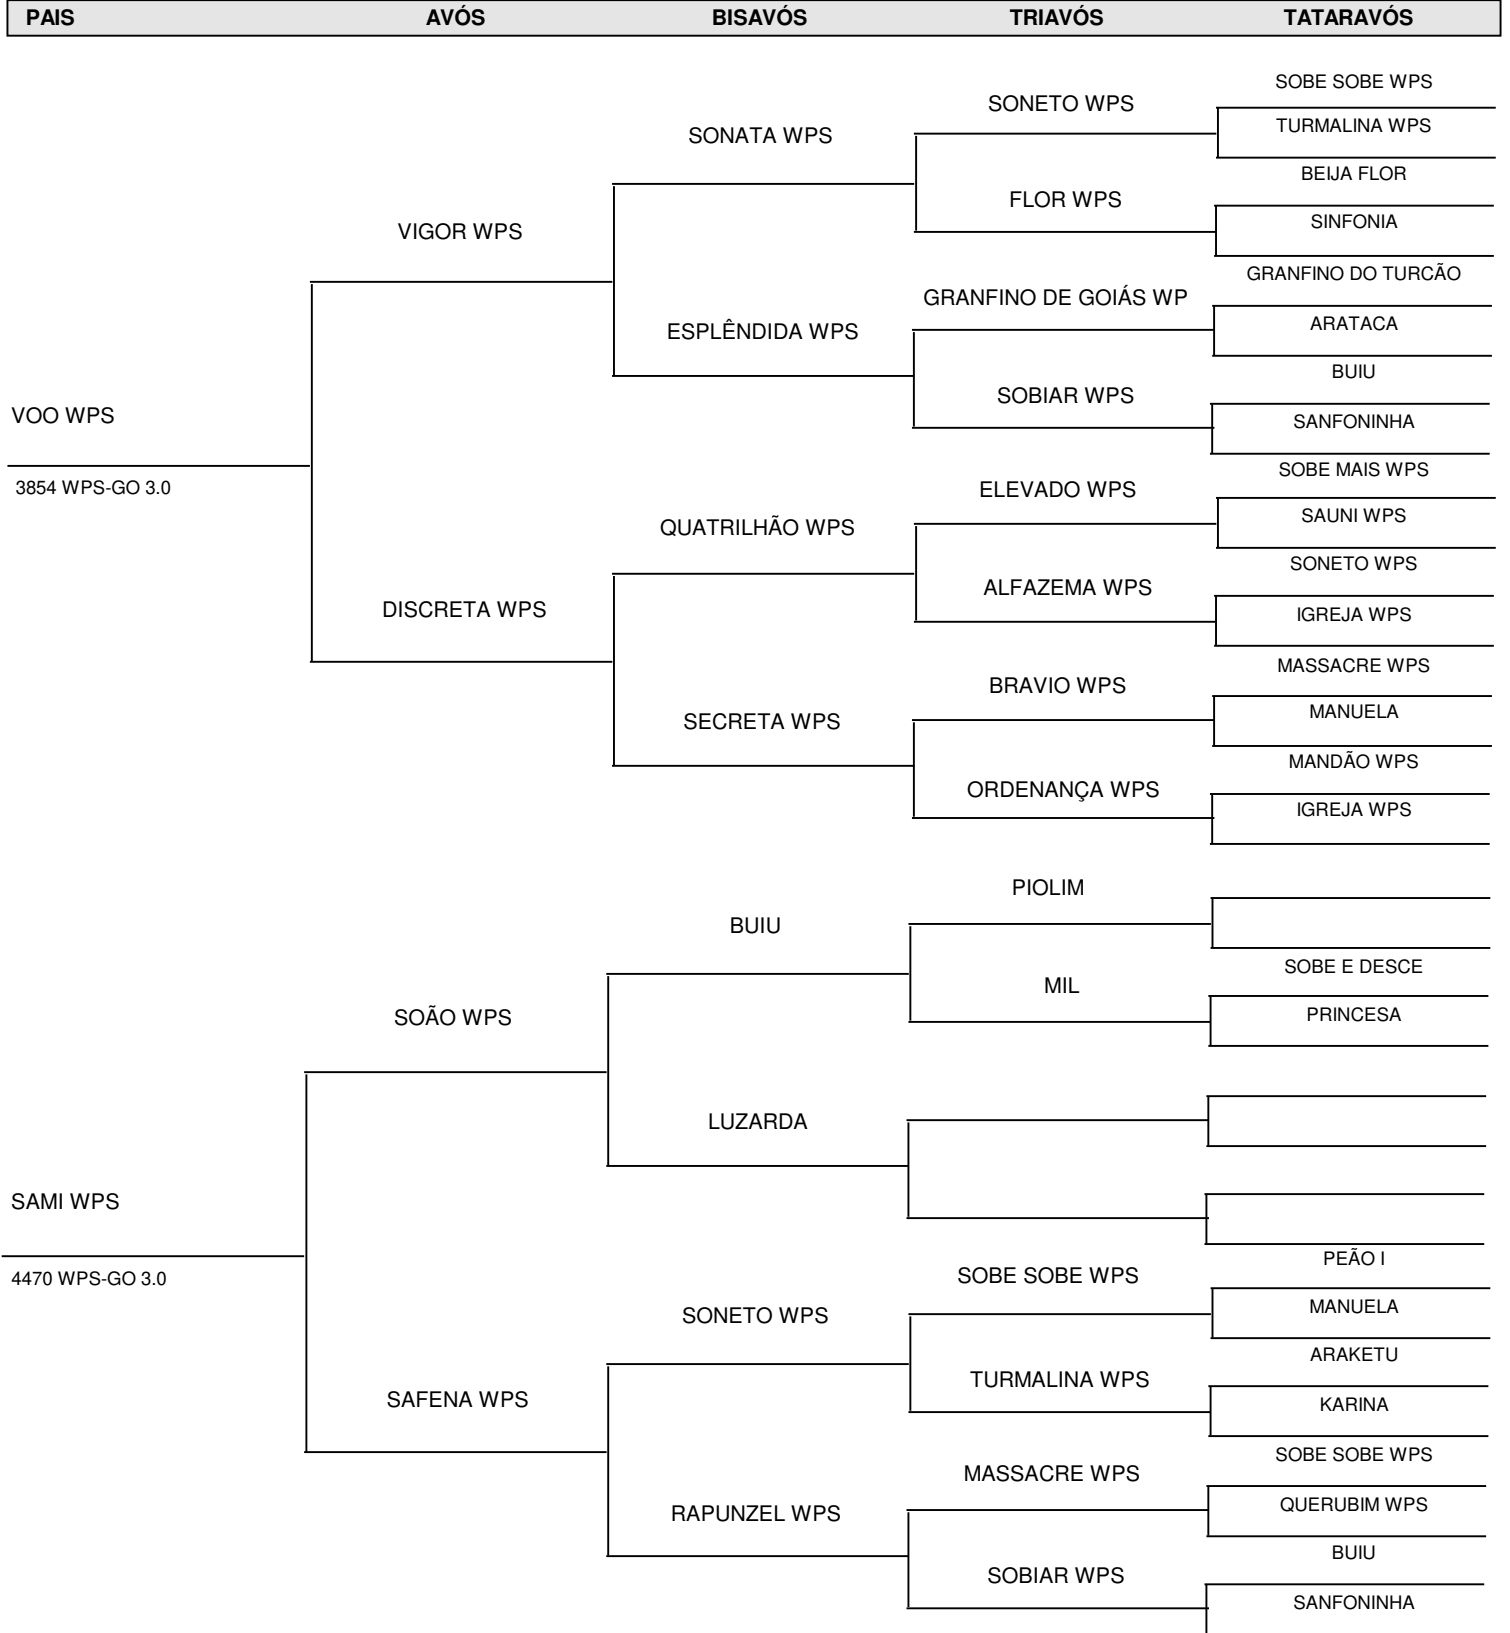 PAIS AVÓS BISAVÓS TRIAVÓS TATARAVÓS
SOBE SOBE WPS
SONETO WPS
TURMALINA WPS
SONATA WPS
BEIJA FLOR
FLOR WPS
SINFONIA
VIGOR WPS
GRANFINO DO TURCÃO
GRANFINO DE GOIÁS WP
ARATACA
ESPLÊNDIDA WPS
BUIU
SOBIAR WPS
VOO WPS
SANFONINHA
SOBE MAIS WPS
3854 WPS-GO 3.0
ELEVADO WPS
SAUNI WPS
QUATRILHÃO WPS
SONETO WPS
ALFAZEMA WPS
DISCRETA WPS
IGREJA WPS
MASSACRE WPS
BRAVIO WPS
MANUELA
SECRETA WPS
MANDÃO WPS
ORDENANÇA WPS
IGREJA WPS
PIOLIM
BUIU
SOBE E DESCE
MIL
SOÃO WPS
PRINCESA
LUZARDA
SAMI WPS
PEÃO I
4470 WPS-GO 3.0
SOBE SOBE WPS
MANUELA
SONETO WPS
ARAKETU
TURMALINA WPS
SAFENA WPS
KARINA
SOBE SOBE WPS
MASSACRE WPS
QUERUBIM WPS
RAPUNZEL WPS
BUIU
SOBIAR WPS
SANFONINHA